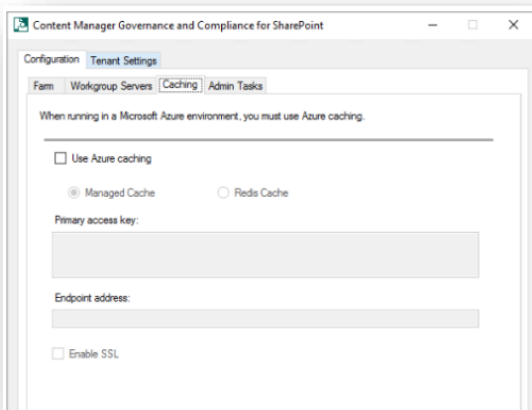 Content Manager Governance and Compliance for SharePoint
Configuration Tenant Settings
Farm Workgroup Servers Caching Admin Tasks
When running in a Microsoft Azure environment, you must use Azure caching.
Use Azure caching
Managed Cache Redis Cache
Primary access key:
Endpoint address:
Enable SSL